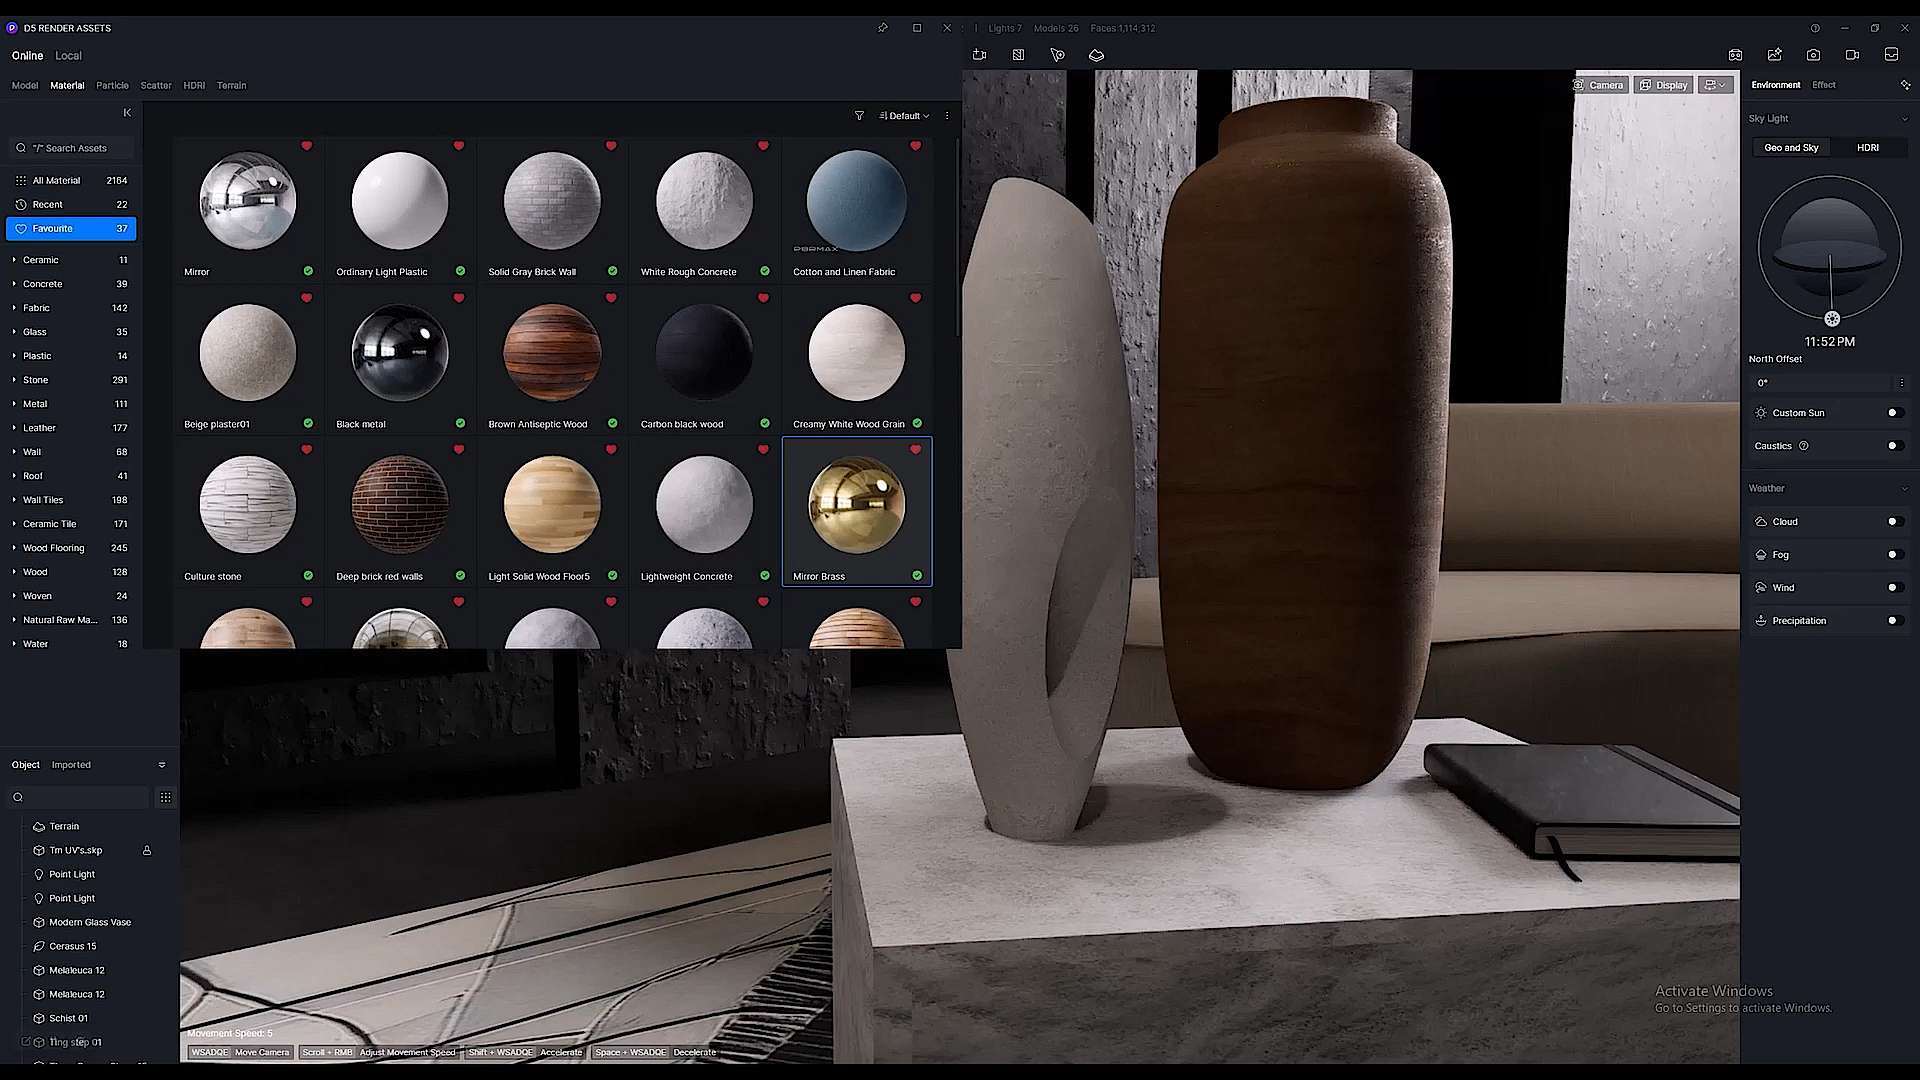 D5 RENDER ASSETS
Lights 7 Models 26 Faces 1,114,312
Online Local
Model Material Particle Scatter HDRI Terrain
Default
"/" Search Assets
All Material 2164
Recent 22
Favourite 37
Ceramic 11
Concrete 39
Fabric 142
Glass 35
Plastic 14
Stone 291
Metal 111
Leather 177
Wall 68
Roof 41
Wall Tiles 198
Ceramic Tile 171
Wood Flooring 245
Wood 128
Woven 24
Natural Raw Ma... 136
Water 18
PBRMAX
Mirror
Ordinary Light Plastic
Solid Gray Brick Wall
White Rough Concrete
Cotton and Linen Fabric
Beige plaster01
Black metal
Brown Antiseptic Wood
Carbon black wood
Creamy White Wood Grain
Culture stone
Deep brick red walls
Light Solid Wood Floor5
Lightweight Concrete
Mirror Brass
Camera
Display
Environment Effect
Sky Light
Geo and Sky HDRI
11:52 PM
North Offset
0°
Custom Sun
Caustics
Weather
Cloud
Fog
Wind
Precipitation
Object Imported
Terrain
Tm UV's.skp
Point Light
Point Light
Modern Glass Vase
Cerasus 15
Melaleuca 12
Melaleuca 12
Schist 01
Ting step 01
Movement Speed: 5
WSADQE Move Camera Scroll + RMB Adjust Movement Speed Shift + WSADQE Accelerate Space + WSADQE Decelerate
Activate Windows
Go to Settings to activate Windows.